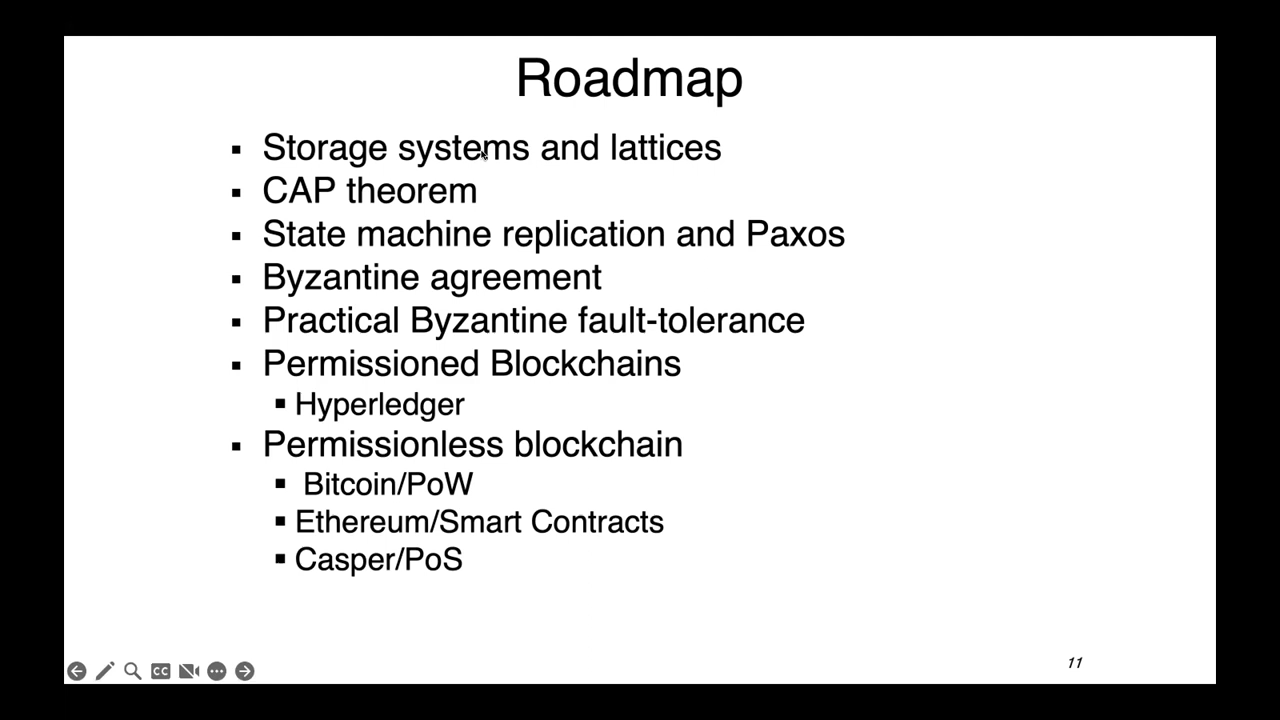 Roadmap
▪ Storage systems and lattices
▪ CAP theorem
▪ State machine replication and Paxos
▪ Byzantine agreement
▪ Practical Byzantine fault-tolerance
▪ Permissioned Blockchains
▪ Hyperledger
▪ Permissionless blockchain
▪ Bitcoin/PoW
▪ Ethereum/Smart Contracts
▪ Casper/PoS
CC
11